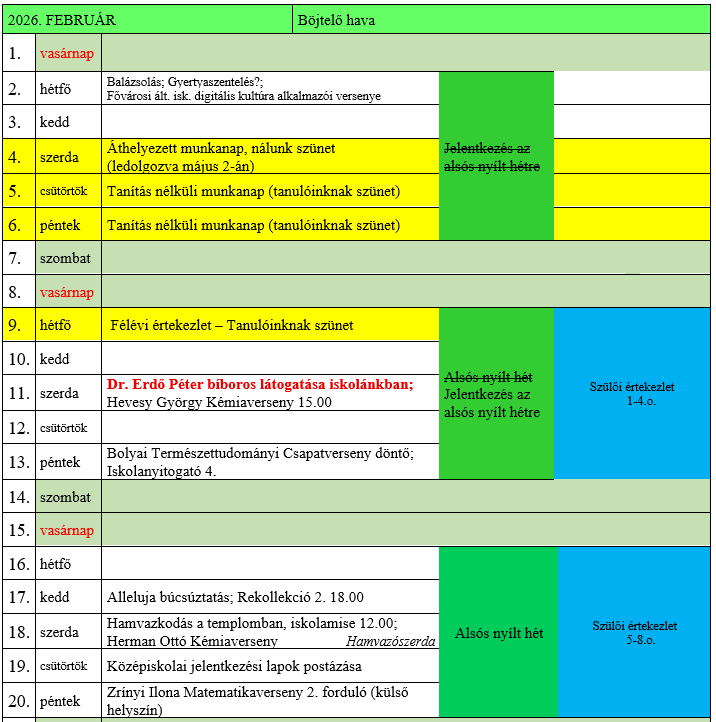 2026. FEBRUÁR Böjtelő hava
1. vasárnap
2. hétfő Balázsolás; Gyertyaszentelés?;
Fővárosi ált. isk. digitális kultúra alkalmazói versenye
3. kedd
Jelentkezés az
alsós nyílt hétre
4. szerda Áthelyezett munkanap, nálunk szünet
(ledolgozva május 2-án)
5. csütörtök Tanítás nélküli munkanap (tanulóinknak szünet)
6. péntek Tanítás nélküli munkanap (tanulóinknak szünet)
7. szombat
8. vasárnap
9. hétfő Félévi értekezlet – Tanulóinknak szünet
10. kedd
Alsós nyílt hét
Jelentkezés az
alsós nyílt hétre
Szülői értekezlet
1-4.o.
11. szerda Dr. Erdő Péter bíboros látogatása iskolánkban;
Hevesy György Kémiaverseny 15.00
12. csütörtök
13. péntek Bolyai Természettudományi Csapatverseny döntő;
Iskolanyitogató 4.
14. szombat
15. vasárnap
16. hétfő
17. kedd Alleluja búcsúztatás; Rekollekció 2. 18.00
18. szerda Hamvazkodás a templomban, iskolamise 12.00;
Herman Ottó Kémiaverseny Hamvazószerda
Alsós nyílt hét
Szülői értekezlet
5-8.o.
19. csütörtök Középiskolai jelentkezési lapok postázása
20. péntek Zrínyi Ilona Matematikaverseny 2. forduló (külső
helyszín)